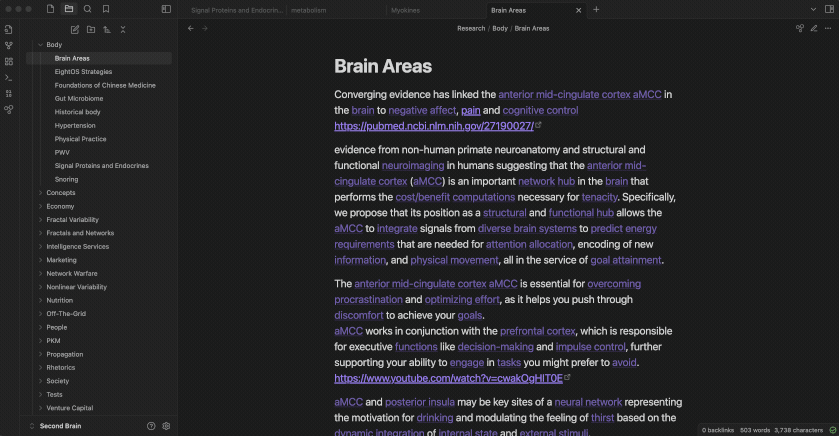 Signal Proteins and Endocrin...
metabolism
Myokines
Brain Areas
Research / Body / Brain Areas
Body
Brain Areas
EightOS Strategies
Foundations of Chinese Medicine
Gut Microbiome
Historical body
Hypertension
Physical Practice
PWV
Signal Proteins and Endocrines
Snoring
Concepts
Economy
Fractal Variability
Fractals and Networks
Intelligence Services
Marketing
Network Warfare
Nonlinear Variability
Nutrition
Off-The-Grid
People
PKM
Propagation
Rhetorics
Society
Tests
Venture Capital
Second Brain
Brain Areas
Converging evidence has linked the anterior mid-cingulate cortex aMCC in
the brain to negative affect, pain and cognitive control
https://pubmed.ncbi.nlm.nih.gov/27190027/
evidence from non-human primate neuroanatomy and structural and
functional neuroimaging in humans suggesting that the anterior mid-
cingulate cortex (aMCC) is an important network hub in the brain that
performs the cost/benefit computations necessary for tenacity. Specifically,
we propose that its position as a structural and functional hub allows the
aMCC to integrate signals from diverse brain systems to predict energy
requirements that are needed for attention allocation, encoding of new
information, and physical movement, all in the service of goal attainment.
The anterior mid-cingulate cortex aMCC is essential for overcoming
procrastination and optimizing effort, as it helps you push through
discomfort to achieve your goals.
aMCC works in conjunction with the prefrontal cortex, which is responsible
for executive functions like decision-making and impulse control, further
supporting your ability to engage in tasks you might prefer to avoid.
https://www.youtube.com/watch?v=cwakOgHIT0E
aMCC and posterior insula may be key sites of a neural network representing
the motivation for drinking and modulating the feeling of thirst based on the
dynamic integration of internal state and external stimuli.
0 backlinks 503 words 3,738 characters